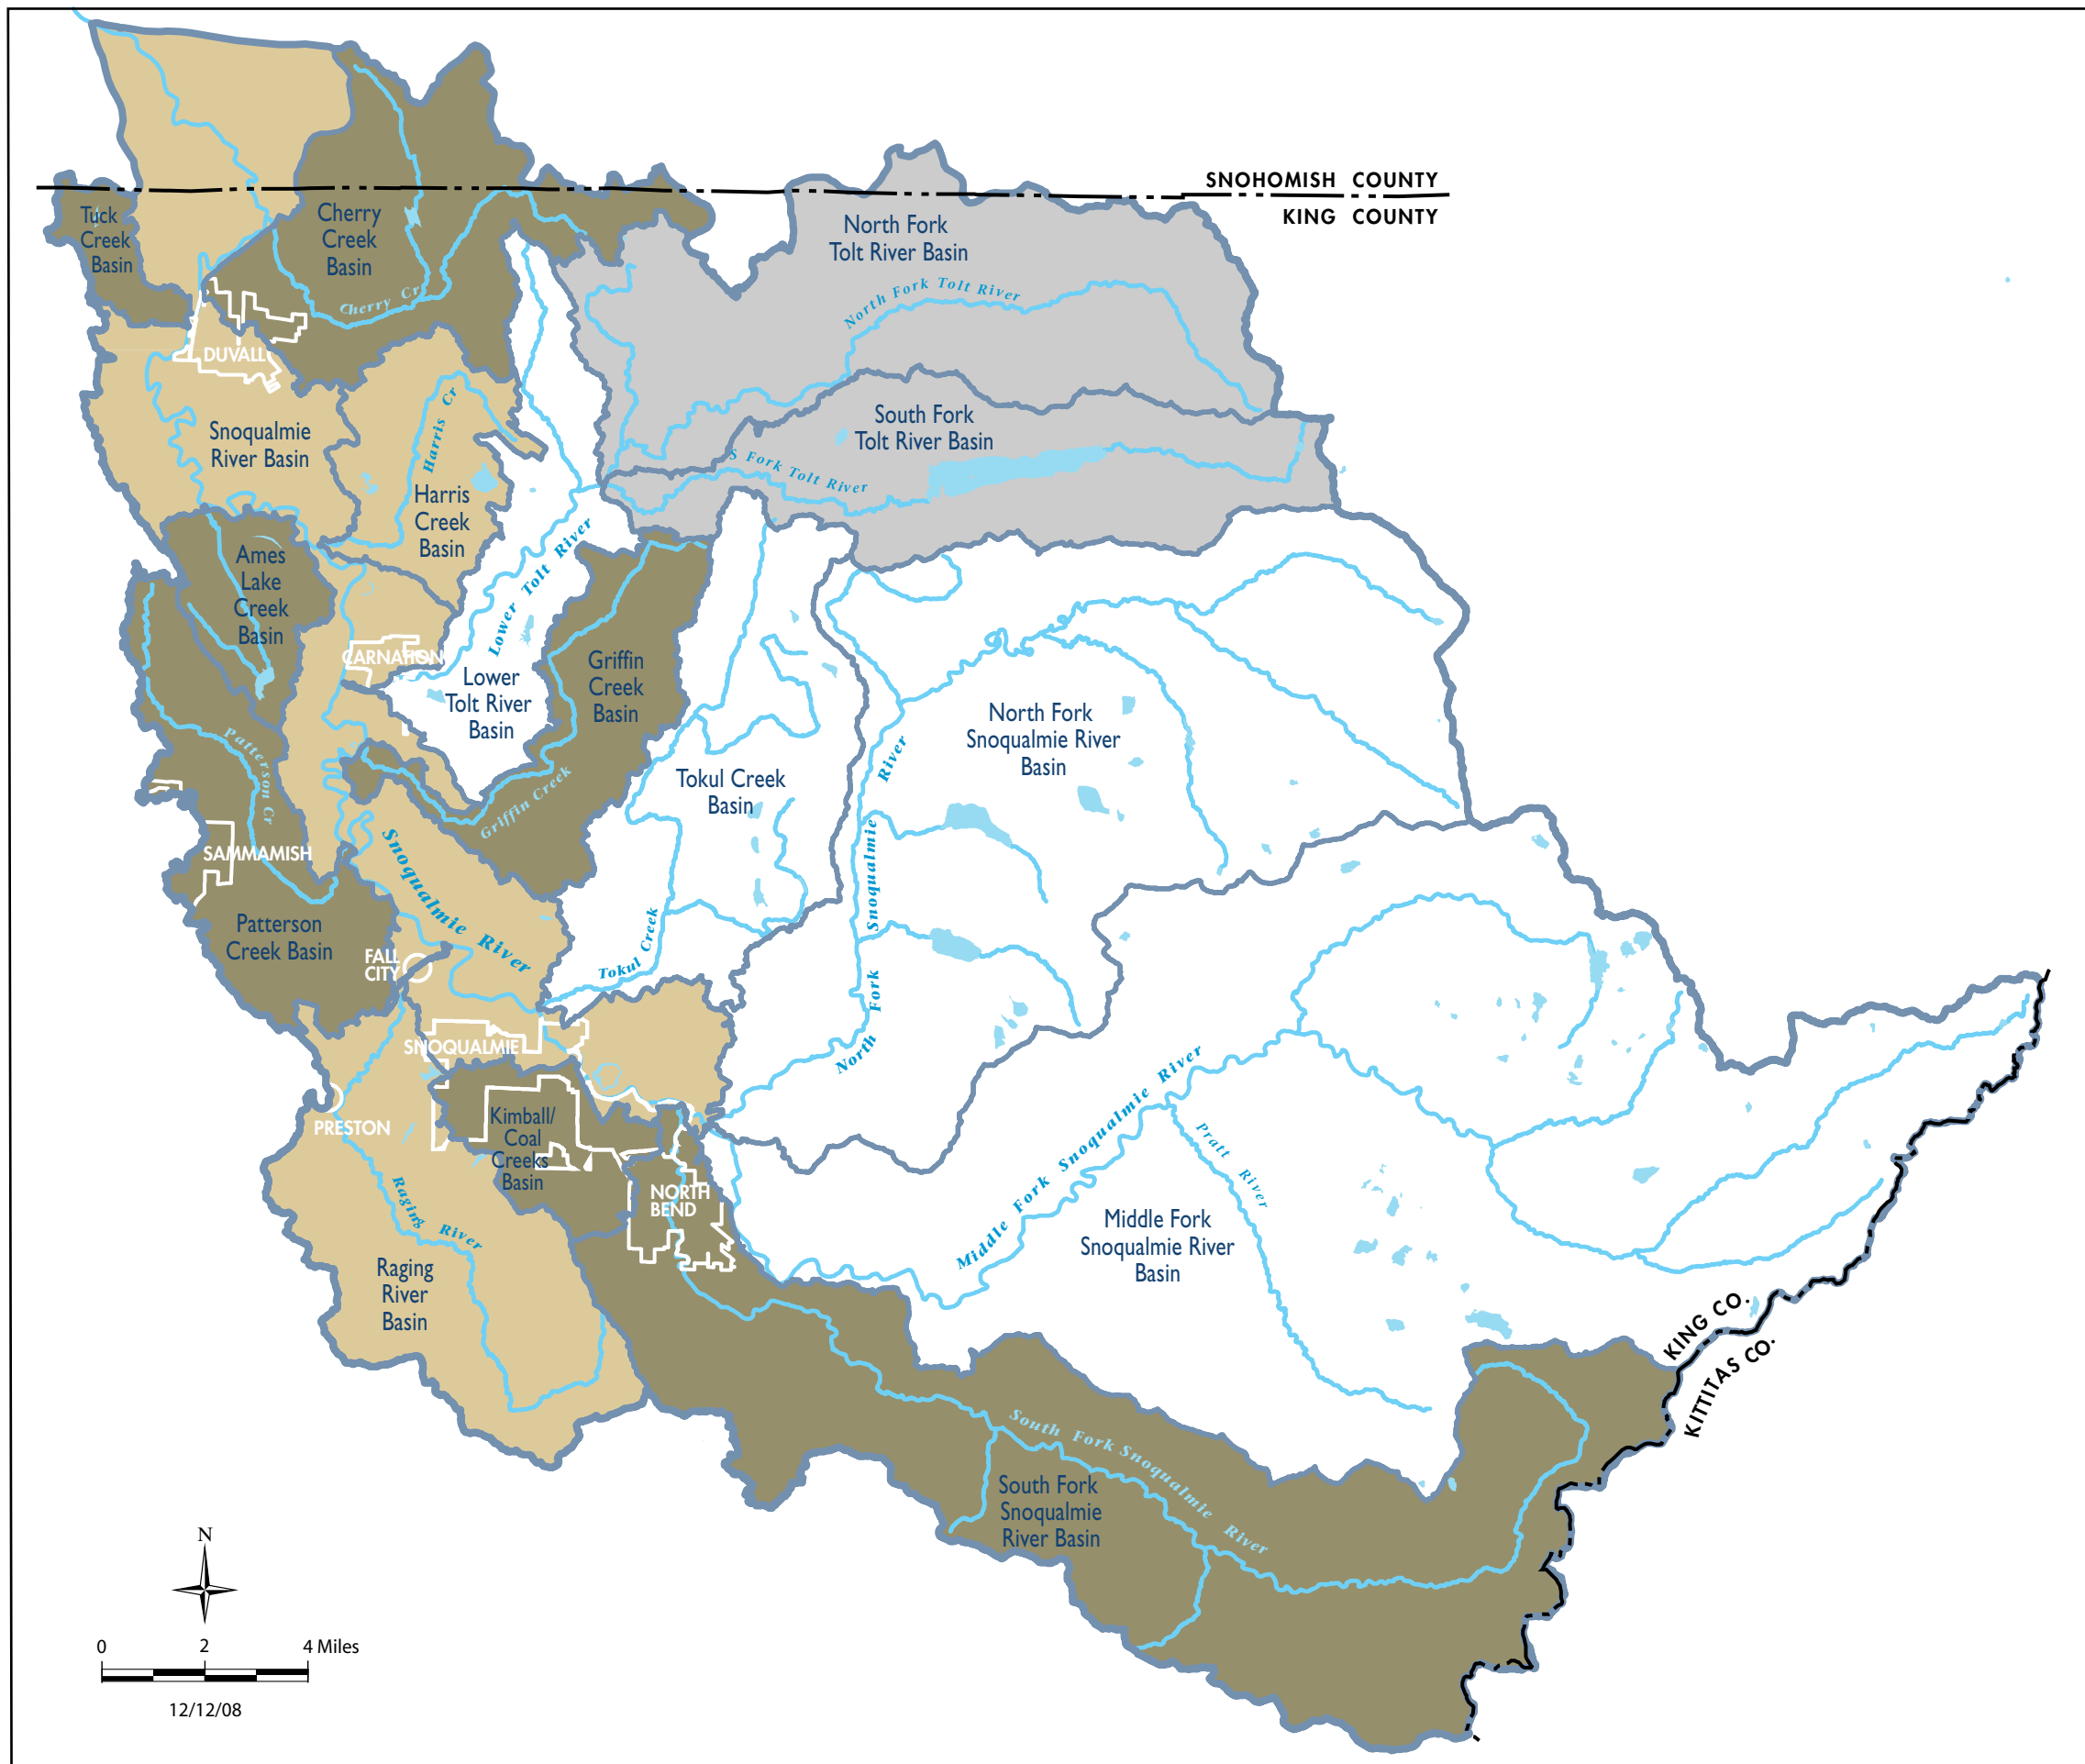 SNOHOMISH COUNTY
KING COUNTY
Tuck
Creek
Basin
Cherry
Creek
Basin
Cherry Cr
North Fork
Tolt River Basin
North Fork Tolt River
DUVALL
Snoqualmie
River Basin
Harris Cr
Harris
Creek
Basin
South Fork
Tolt River Basin
S Fork Tolt River
Ames
Lake
Creek
Basin
Lower Tolt River
CARNATION
Lower
Tolt River
Basin
Griffin
Creek
Basin
Griffin Creek
Patterson Cr
SAMMAMISH
Patterson
Creek Basin
Snoqualmie River
FALL
CITY
Tokul Creek
Basin
Tokul Creek
North Fork
Snoqualmie River
Basin
North Fork Snoqualmie River
SNOQUALMIE
PRESTON
Kimball/
Coal
Creeks
Basin
NORTH
BEND
Raging River
Raging
River
Basin
Middle Fork Snoqualmie River
Pratt River
Middle Fork
Snoqualmie River
Basin
KING CO.
KITTITAS CO.
South Fork Snoqualmie River
South Fork
Snoqualmie
River Basin
N
0 2 4 Miles
12/12/08